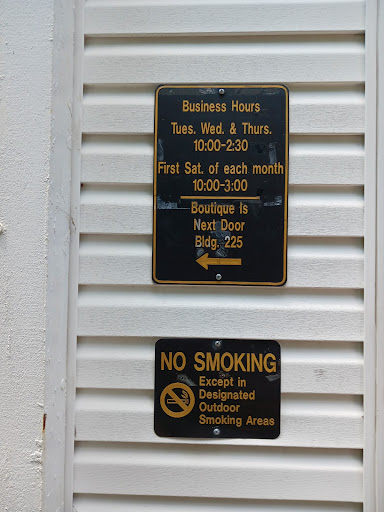 Business Hours
Tues. Wed. & Thurs.
10:00-2:30
First Sat. of each month
10:00-3:00
Boutique Is
Next Door
Bldg. 225
NO SMOKING
Except in
Designated
Outdoor
Smoking Areas